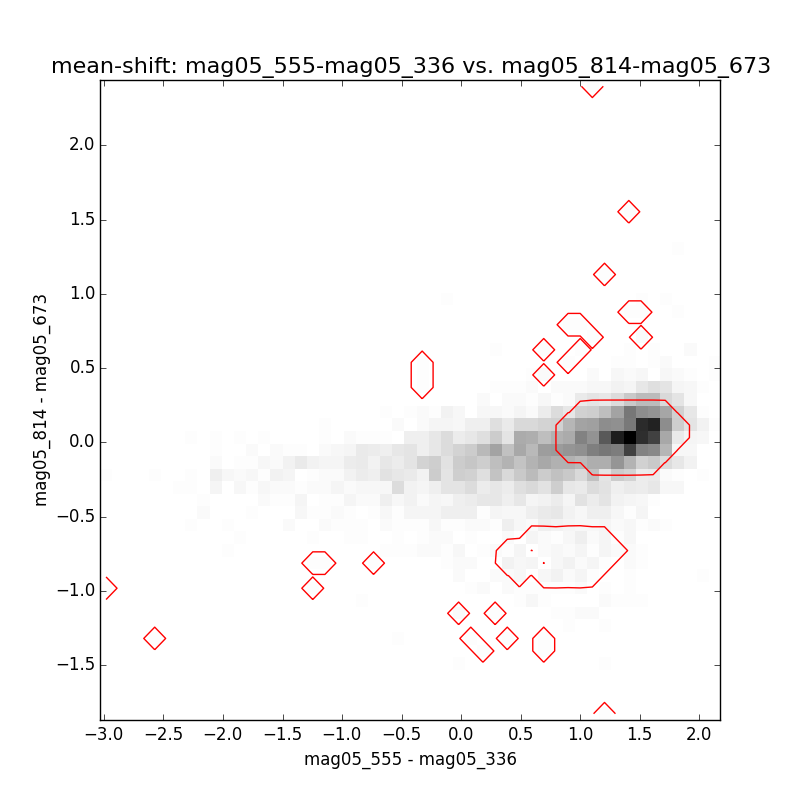 mean-shift: mag05_555-mag05_336 vs. mag05_814-mag05_673
2.0
1.5
1.0
0.5
0.0
−0.5
−1.0
−1.5
mag05_814 - mag05_673
−3.0 −2.5 −2.0 −1.5 −1.0 −0.5 0.0 0.5 1.0 1.5 2.0
mag05_555 - mag05_336